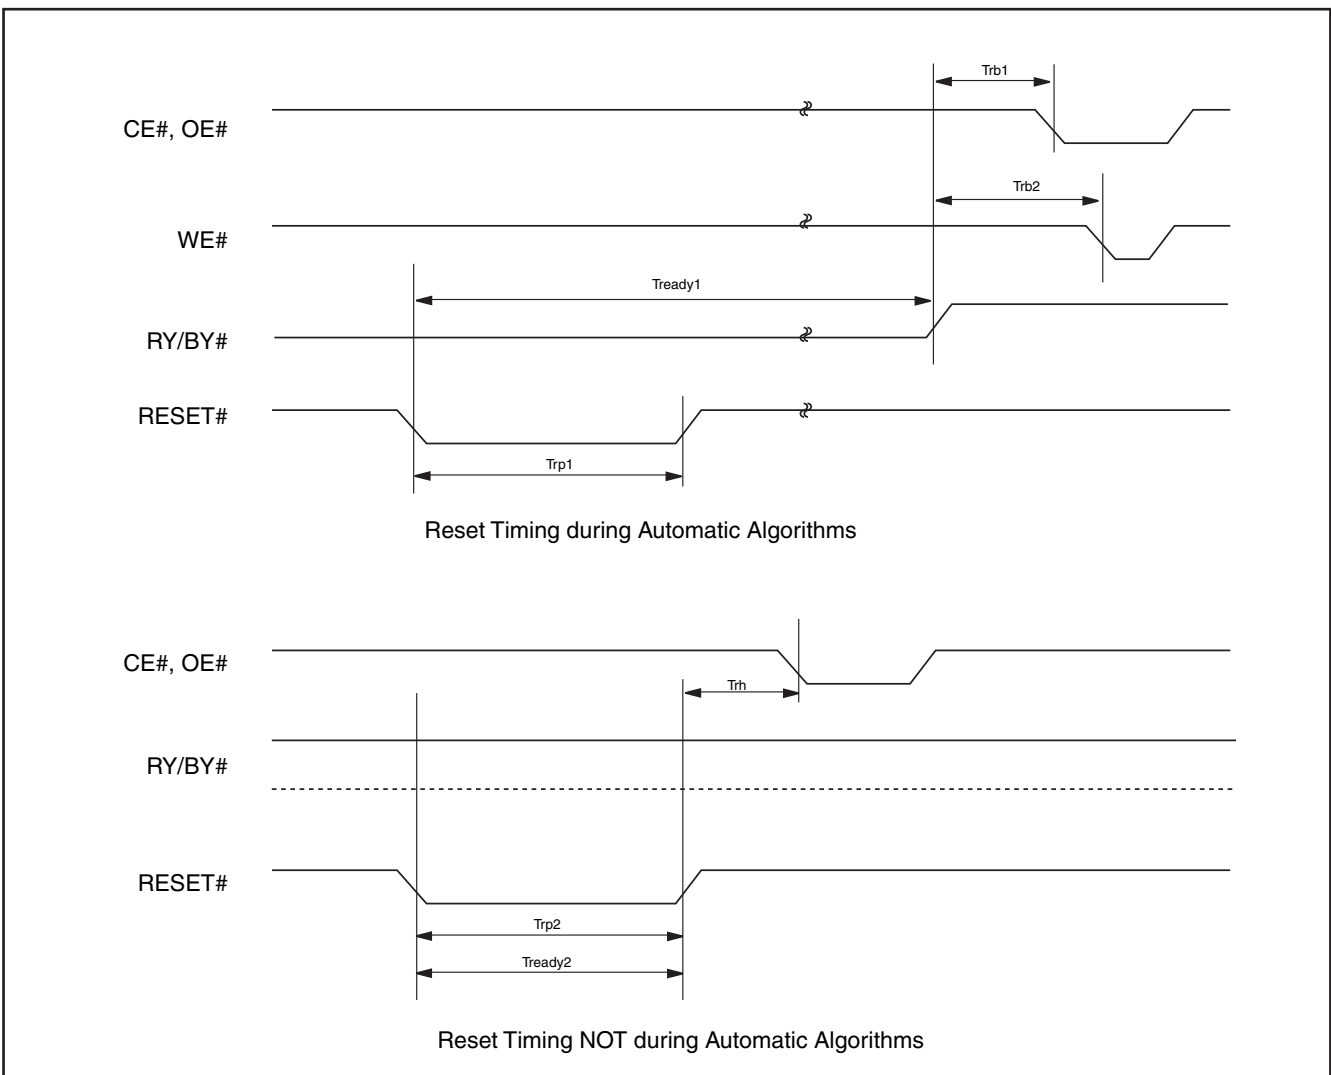 Trb1
CE#, OE#
Trb2
WE#
Tready1
RY/BY#
RESET#
Trp1
Reset Timing during Automatic Algorithms
CE#, OE#
Trh
RY/BY#
RESET#
Trp2
Tready2
Reset Timing NOT during Automatic Algorithms